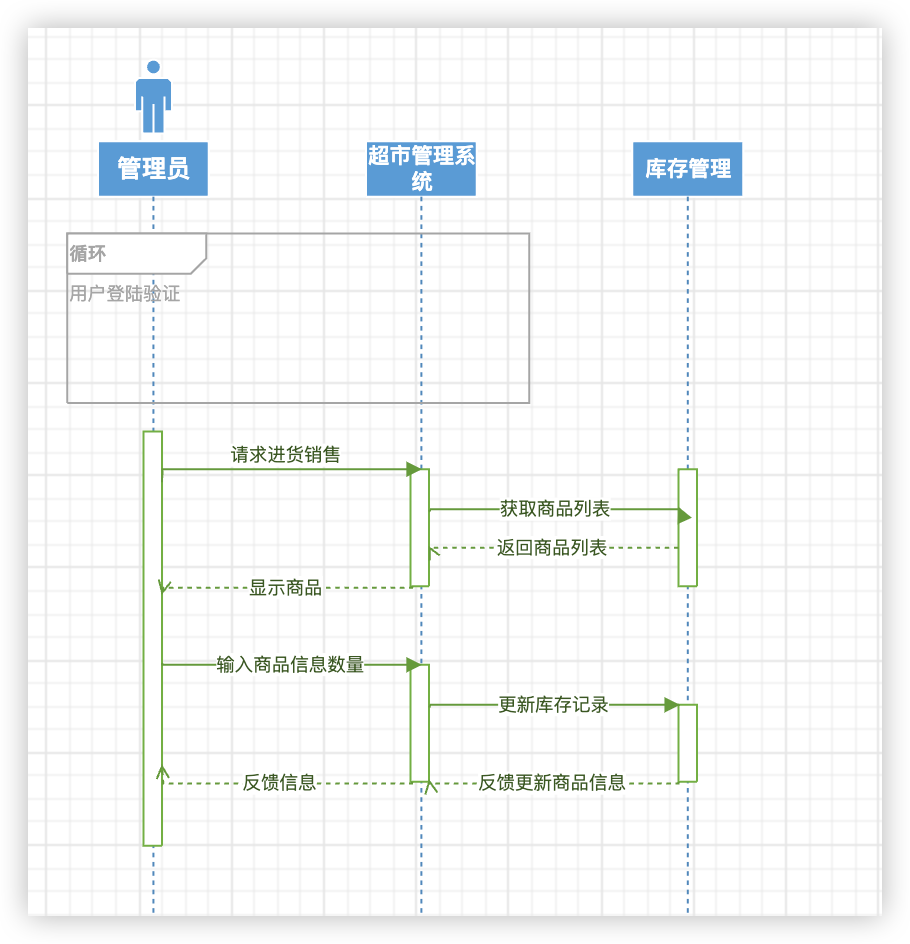 管理员
超市管理系
统
库存管理
循环
用户登陆验证
请求进货销售
获取商品列表
返回商品列表
显示商品
输入商品信息数量
更新库存记录
反馈信息
反馈更新商品信息